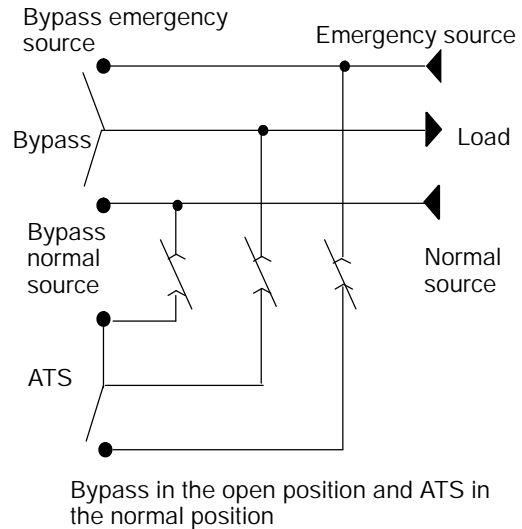 Bypass emergency
source
Emergency source
Bypass
Load
Bypass
normal
source
Normal
source
ATS
Bypass in the open position and ATS in
the normal position